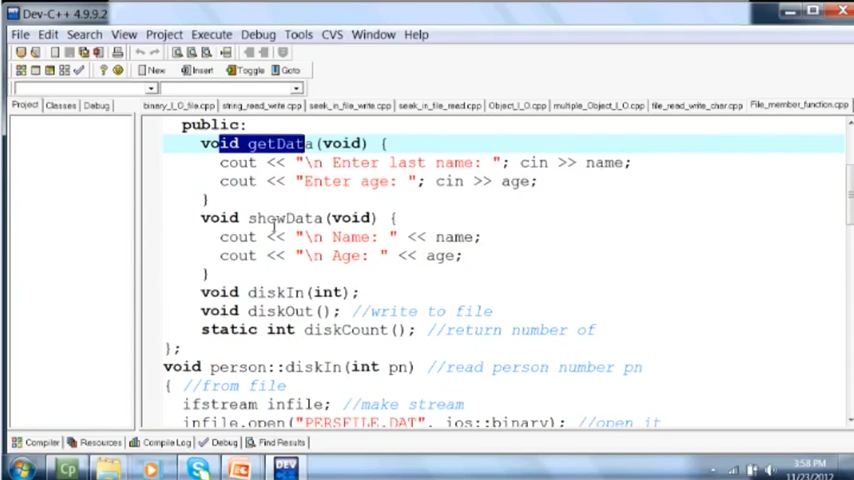 Dev-C++ 4.9.9.2
File Edit Search View Project Execute Debug Tools CVS Window Help
New Insert Toggle Goto
Project Classes Debug binary_I_O_file.cpp string_read_write.cpp seek_in_file_write.cpp seek_in_file_read.cpp Object_I_O.cpp multiple_Object_I_O.cpp file_read_write_char.cpp File_member_function.cpp
public:
void getData(void) {
cout << "\n Enter last name: "; cin >> name;
cout << "Enter age: "; cin >> age;
}
void showData(void) {
cout << "\n Name: " << name;
cout << "\n Age: " << age;
}
void diskIn(int);
void diskOut(); //write to file
static int diskCount(); //return number of
};
void person::diskIn(int pn) //read person number pn
{ //from file
ifstream infile; //make stream
infile.open("PERSFILE.DAT", ios::binary); //open it
Compiler Resources Compile Log Debug Find Results
Cp DEV 3:58 PM
11/23/2012